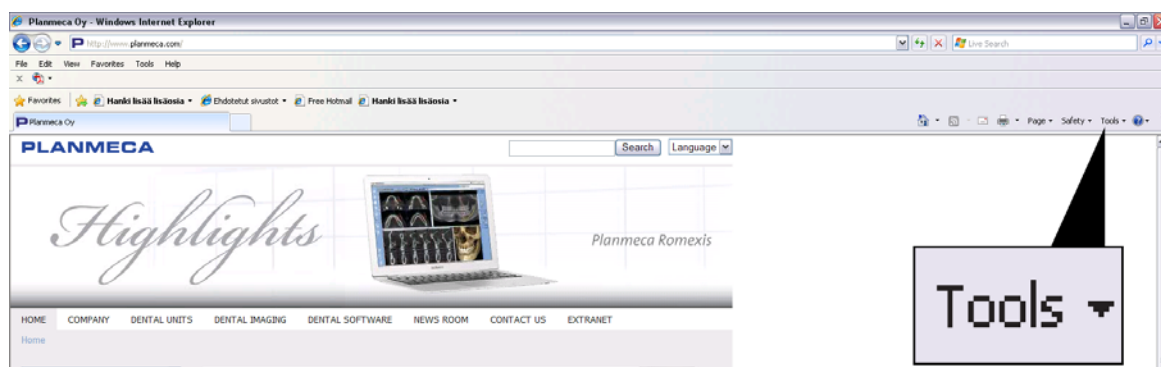 Planmeca Oy - Windows Internet Explorer
http://www.planmeca.com/
Live Search
File Edit View Favorites Tools Help
Favorites Hanki lisää lisäosia Ehdotetut sivustot Free Hotmail Hanki lisää lisäosia
Planmeca Oy
Page Safety Tools
PLANMECA
Search Language
Highlights
Planmeca Romexis
Tools
HOME COMPANY DENTAL UNITS DENTAL IMAGING DENTAL SOFTWARE NEWS ROOM CONTACT US EXTRANET
Home